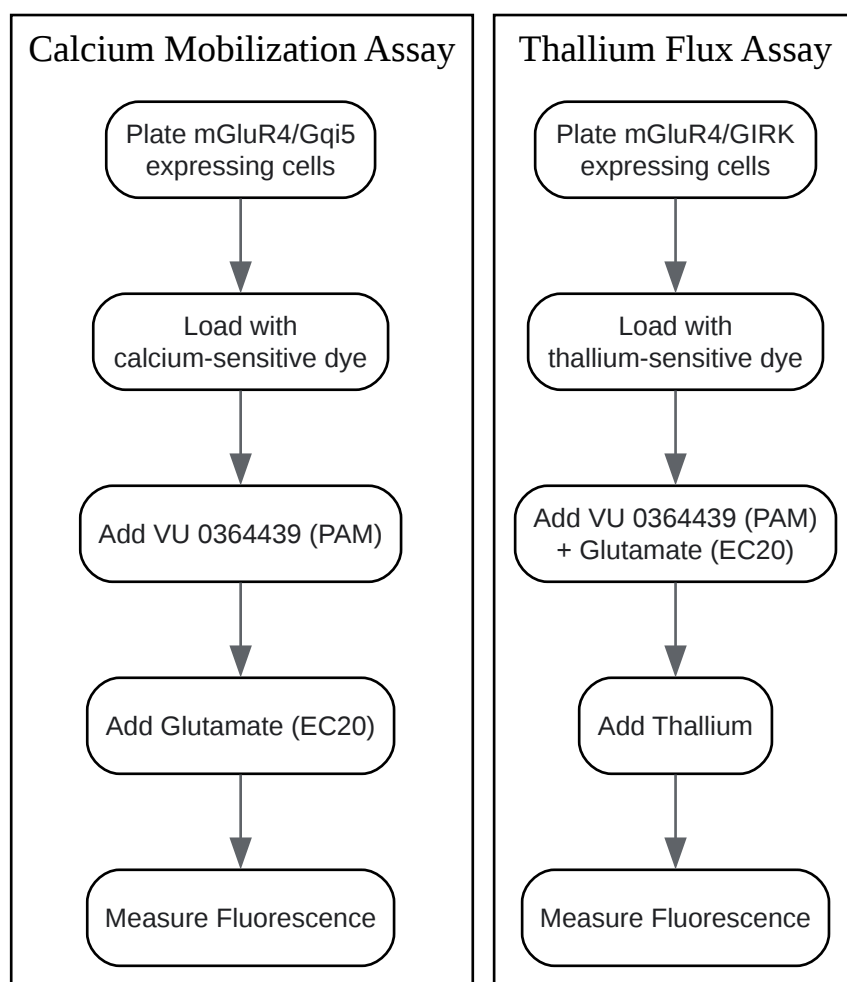 Calcium Mobilization Assay
Plate mGluR4/Gqi5
expressing cells
Load with
calcium-sensitive dye
Add VU 0364439 (PAM)
Add Glutamate (EC20)
Measure Fluorescence
Thallium Flux Assay
Plate mGluR4/GIRK
expressing cells
Load with
thallium-sensitive dye
Add VU 0364439 (PAM)
+ Glutamate (EC20)
Add Thallium
Measure Fluorescence